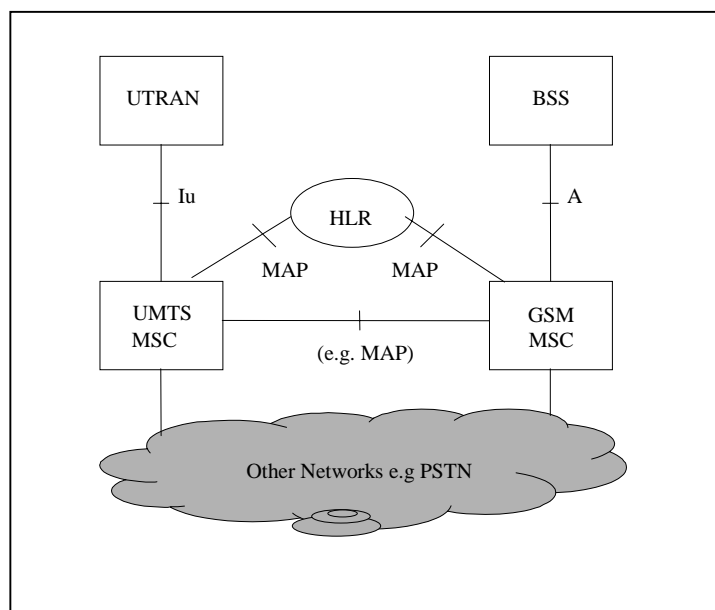 UTRAN
BSS
Iu
A
HLR
MAP
MAP
UMTS
MSC
GSM
MSC
(e.g. MAP)
Other Networks e.g PSTN